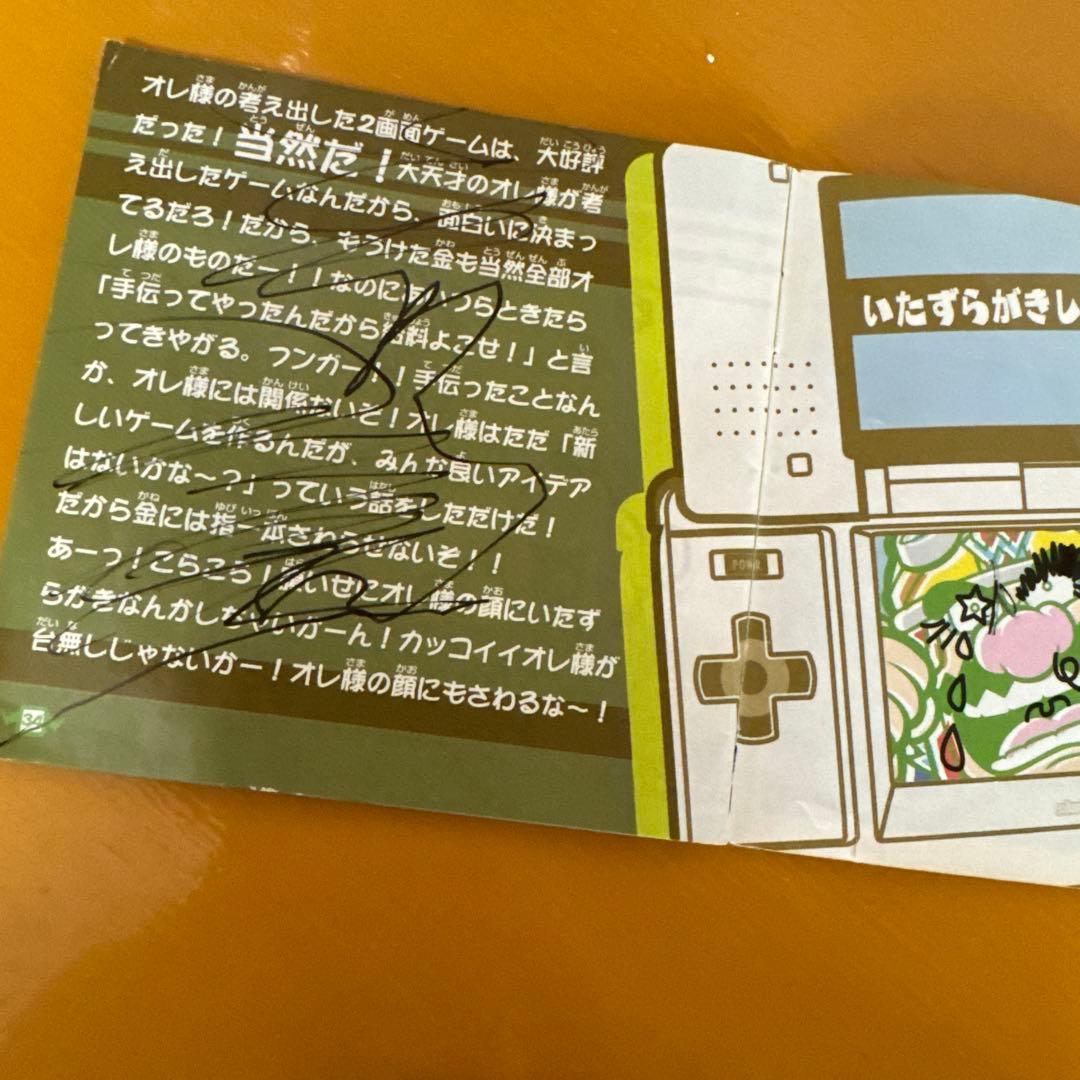 オレ様の考え出した2画面ゲームは、大好評
だった！当然だ！大天才のオレ様が考
え出したゲームなんだから、面白いに決まっ
てるだろ！だから、もうけた金も当然全部オ
レ様のものだー！！なのにあいつらときたら
「手伝ってやったんだから給料よこせ！」と言
ってきやがる。フンガー！！手伝ったことなん
か、オレ様には関係ないぞ！オレ様はただ「新
しいゲームを作るんだが、みんな良いアイデア
はないかな〜？」っていう話をしただけだ！
だから金には指一本さわらせないぞ！！
あーっ！こらこら！腹いせにオレ様の顔にいたず
らがきなんかしちゃいかーん！カッコイイオレ様が
台無しじゃないかー！オレ様の顔にもさわるな〜！
34
いたずらがきし
POWER